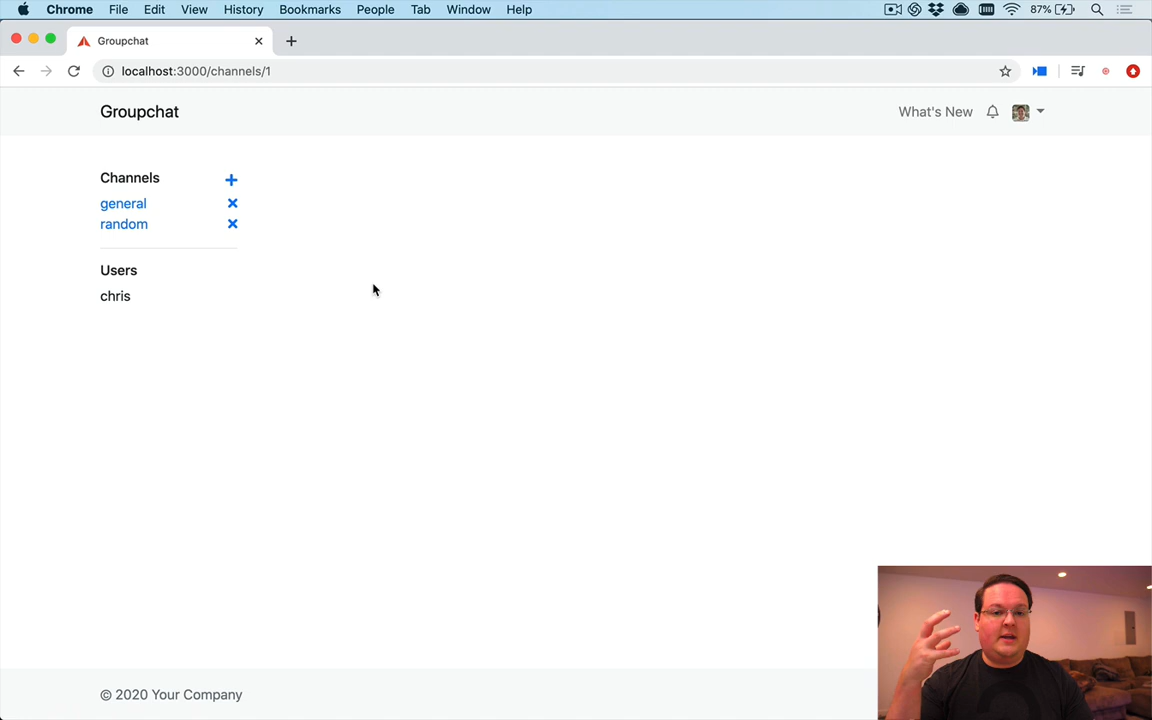 Chrome File Edit View History Bookmarks People Tab Window Help 87%
Groupchat
localhost:3000/channels/1
Groupchat What's New
Channels
general
random
Users
chris
© 2020 Your Company